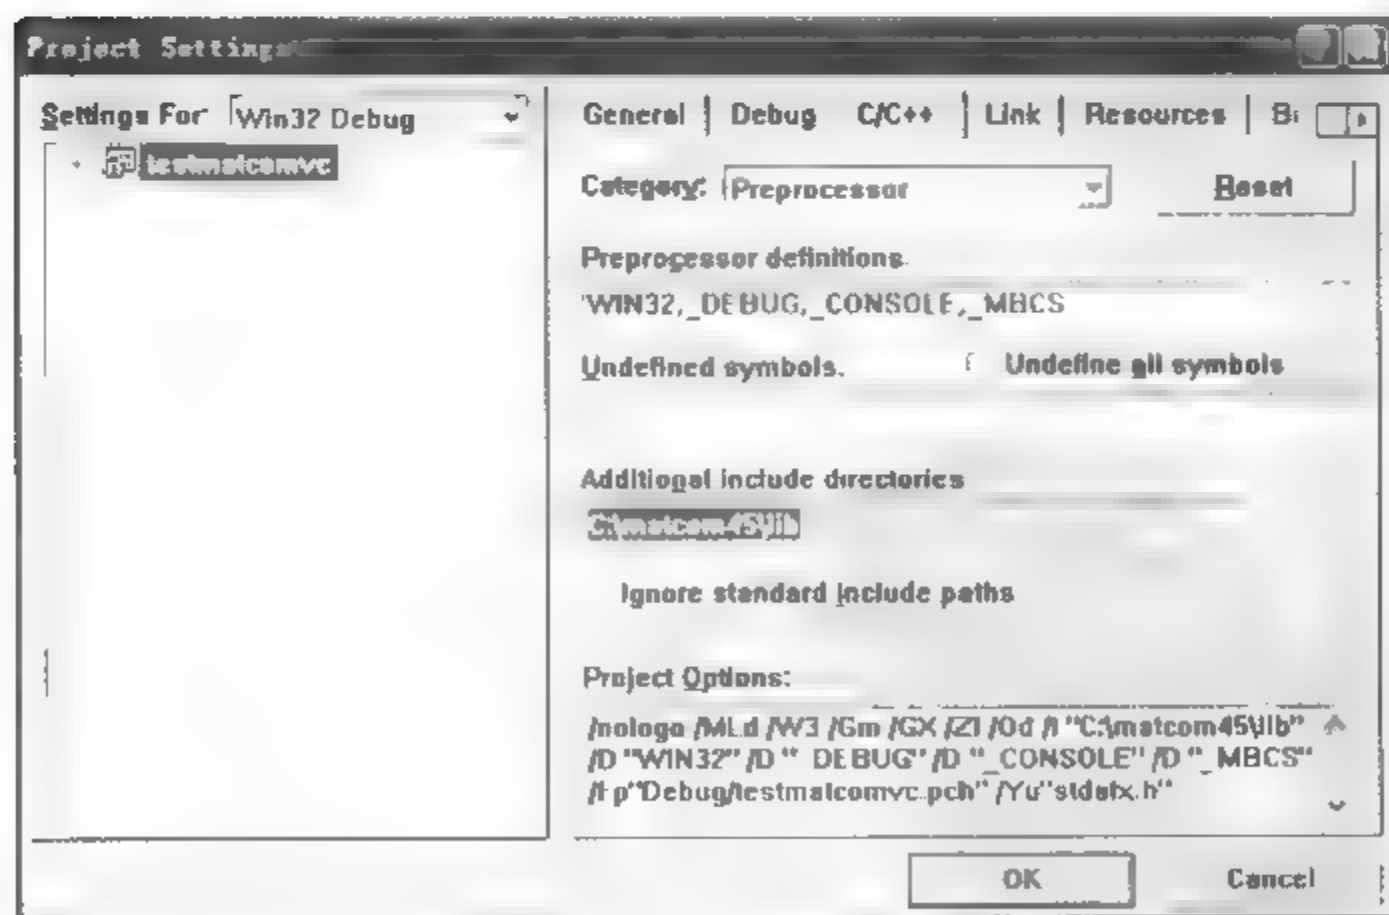 Project Settings
Settings For: Win32 Debug
testmatcomvc
General Debug C/C++ Link Resources
Category: Preprocessor Reset
Preprocessor definitions
WIN32,_DEBUG,_CONSOLE,_MBCS
Undefined symbols. Undefine all symbols
Additional include directories
C:\matcom45\lib
Ignore standard include paths
Project Options:
/nologo /MLd /W3 /Gm /GX /ZI /Od /I "C:\matcom45\lib"
/D "WIN32" /D "_DEBUG" /D "_CONSOLE" /D "_MBCS"
/Fp"Debug/testmatcomvc.pch" /Yu"stdafx.h"
OK Cancel